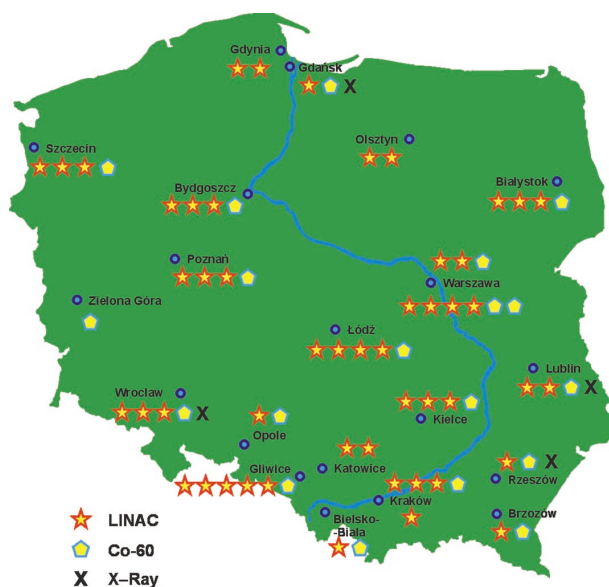 Gdynia
Gdańsk
X
Szczecin
Olsztyn
Bydgoszcz
Białystok
Poznań
Zielona Góra
Warszawa
Łódź
Lublin
X
Wrocław
X
Kielce
Opole
Gliwice
Katowice
X
Rzeszów
Kraków
Bielsko-
-Biała
Brzozów
LINAC
Co-60
X X–Ray